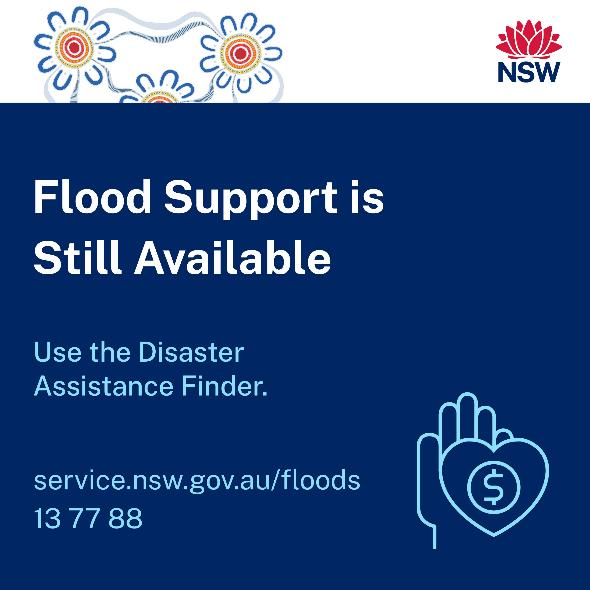 NSW
Flood Support is
Still Available
Use the Disaster
Assistance Finder.
$
service.nsw.gov.au/floods
13 77 88